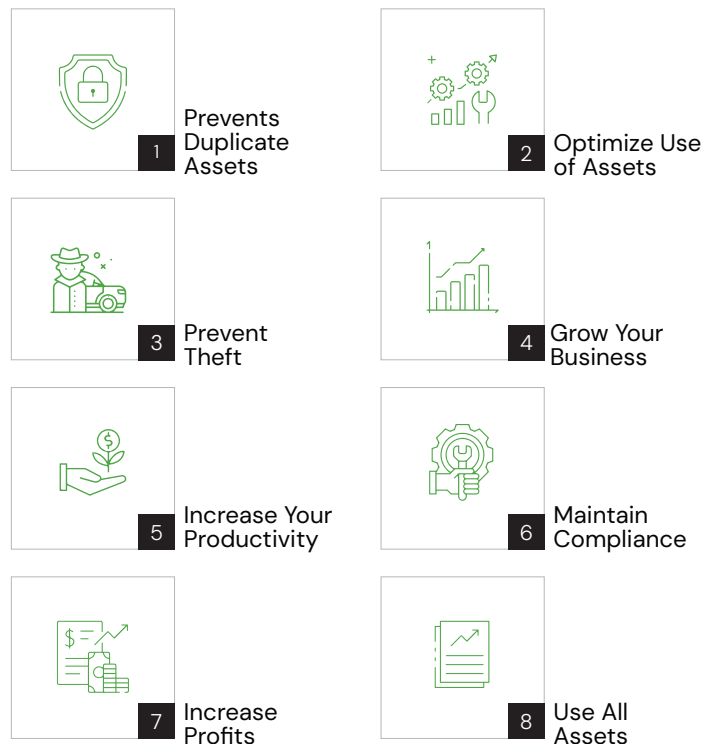 1
Prevents
Duplicate
Assets
2
Optimize Use
of Assets
3
Prevent
Theft
1
4
Grow Your
Business
$
5
Increase Your
Productivity
6
Maintain
Compliance
$
7
Increase
Profits
8
Use All
Assets